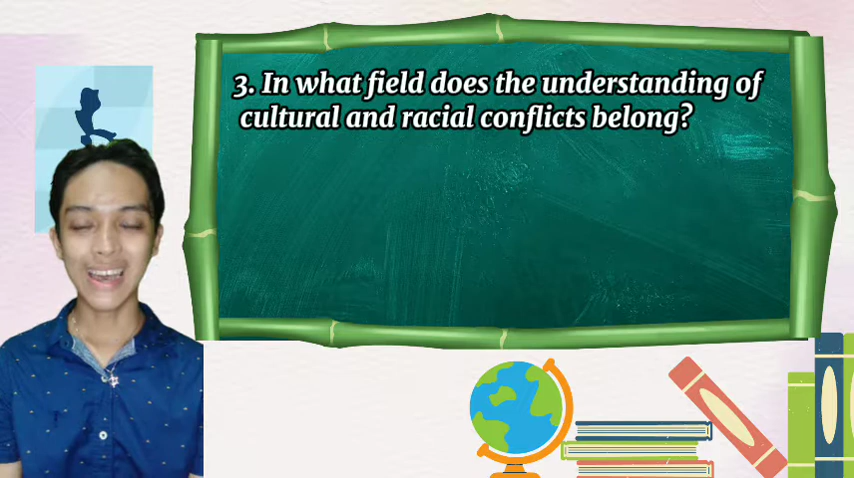 3. In what field does the understanding of
cultural and racial conflicts belong?